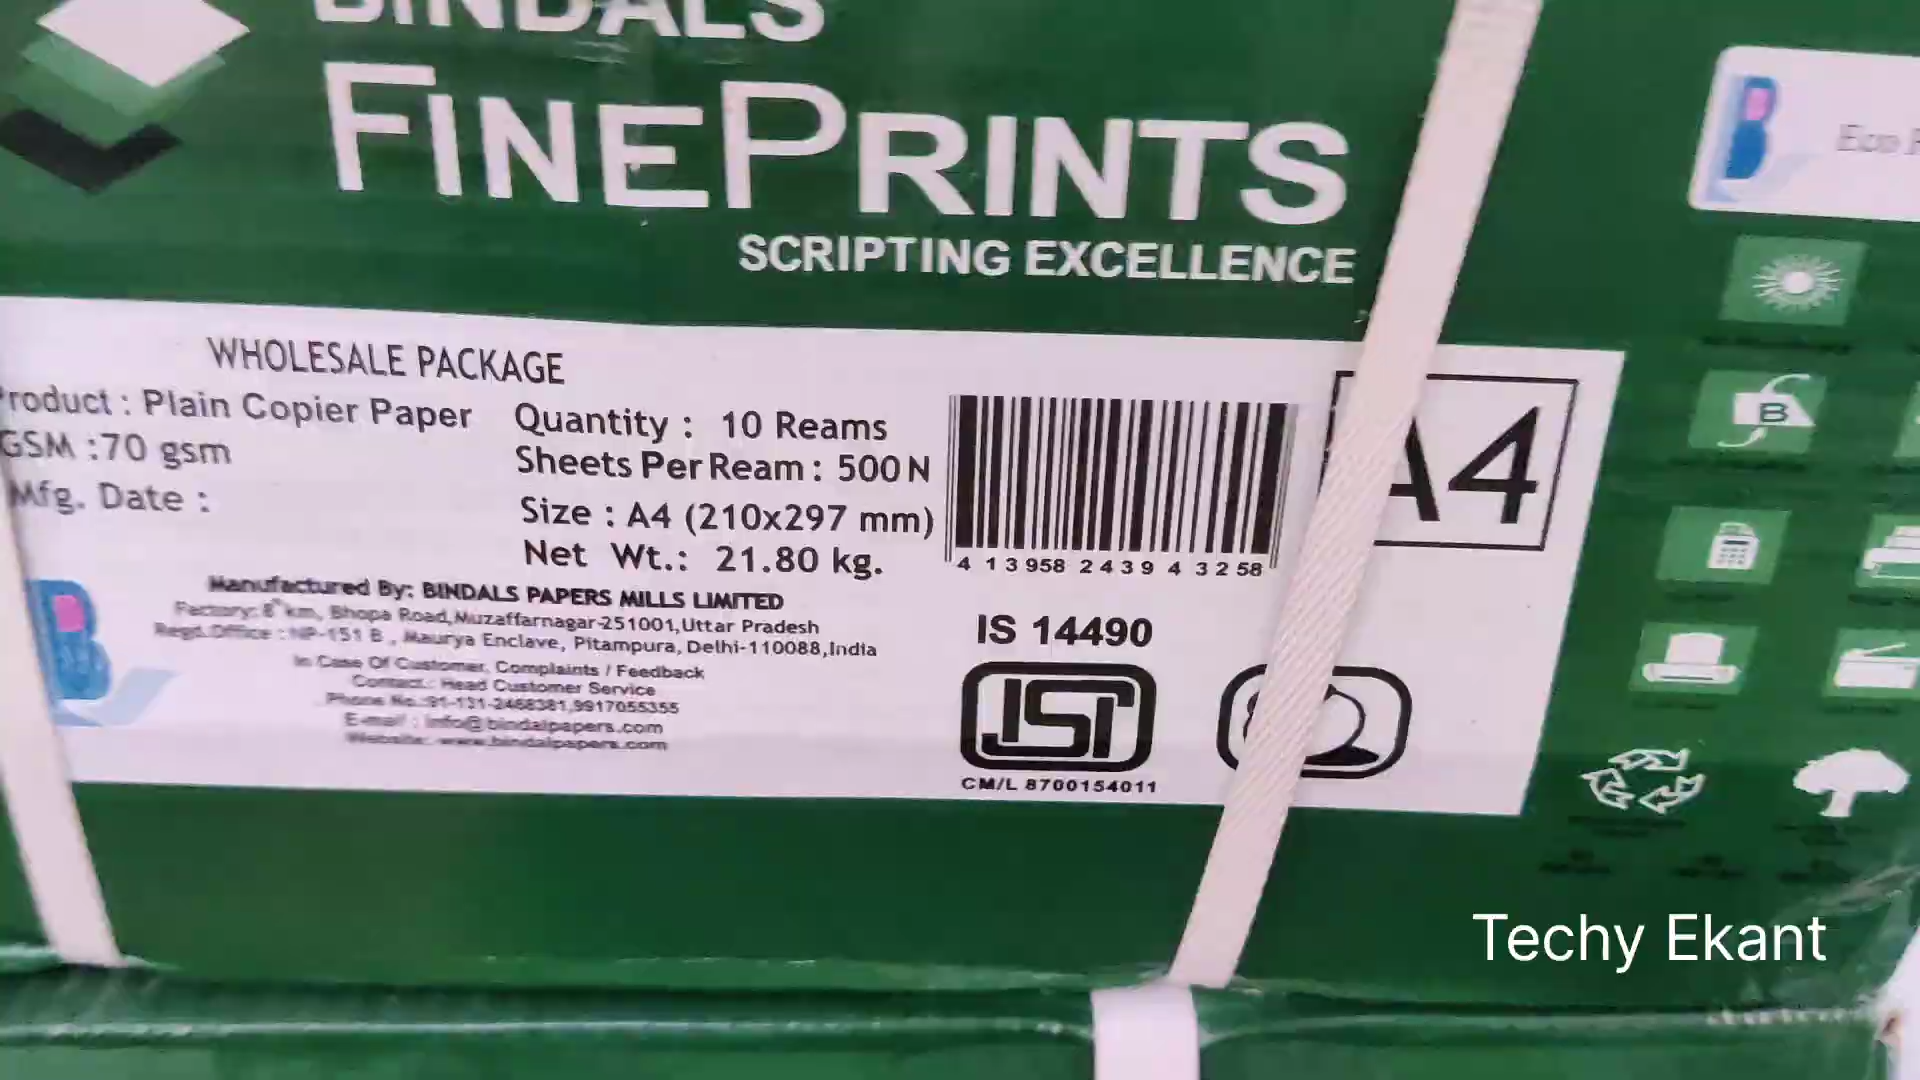 BINDALS
FINEPRINTS
SCRIPTING EXCELLENCE
Eco
WHOLESALE PACKAGE
Product : Plain Copier Paper
GSM :70 gsm
Mfg. Date :
Quantity : 10 Reams
Sheets Per Ream : 500 N
Size : A4 (210x297 mm)
Net Wt.: 21.80 kg.
4 13958 2439 4 3258
A4
B
Manufactured By: BINDALS PAPERS MILLS LIMITED
Factory: 8th km, Bhopa Road,Muzaffarnagar-251001,Uttar Pradesh
Regd.Office : NP-151 B , Maurya Enclave, Pitampura, Delhi-110088,India
In Case Of Customer, Complaints / Feedback
Contact.: Head Customer Service
Phone No.:91-131-2468381,9917055355
E-mail : info@bindalpapers.com
Website: www.bindalpapers.com
IS 14490
ISI
CM/L 8700154011
Techy Ekant